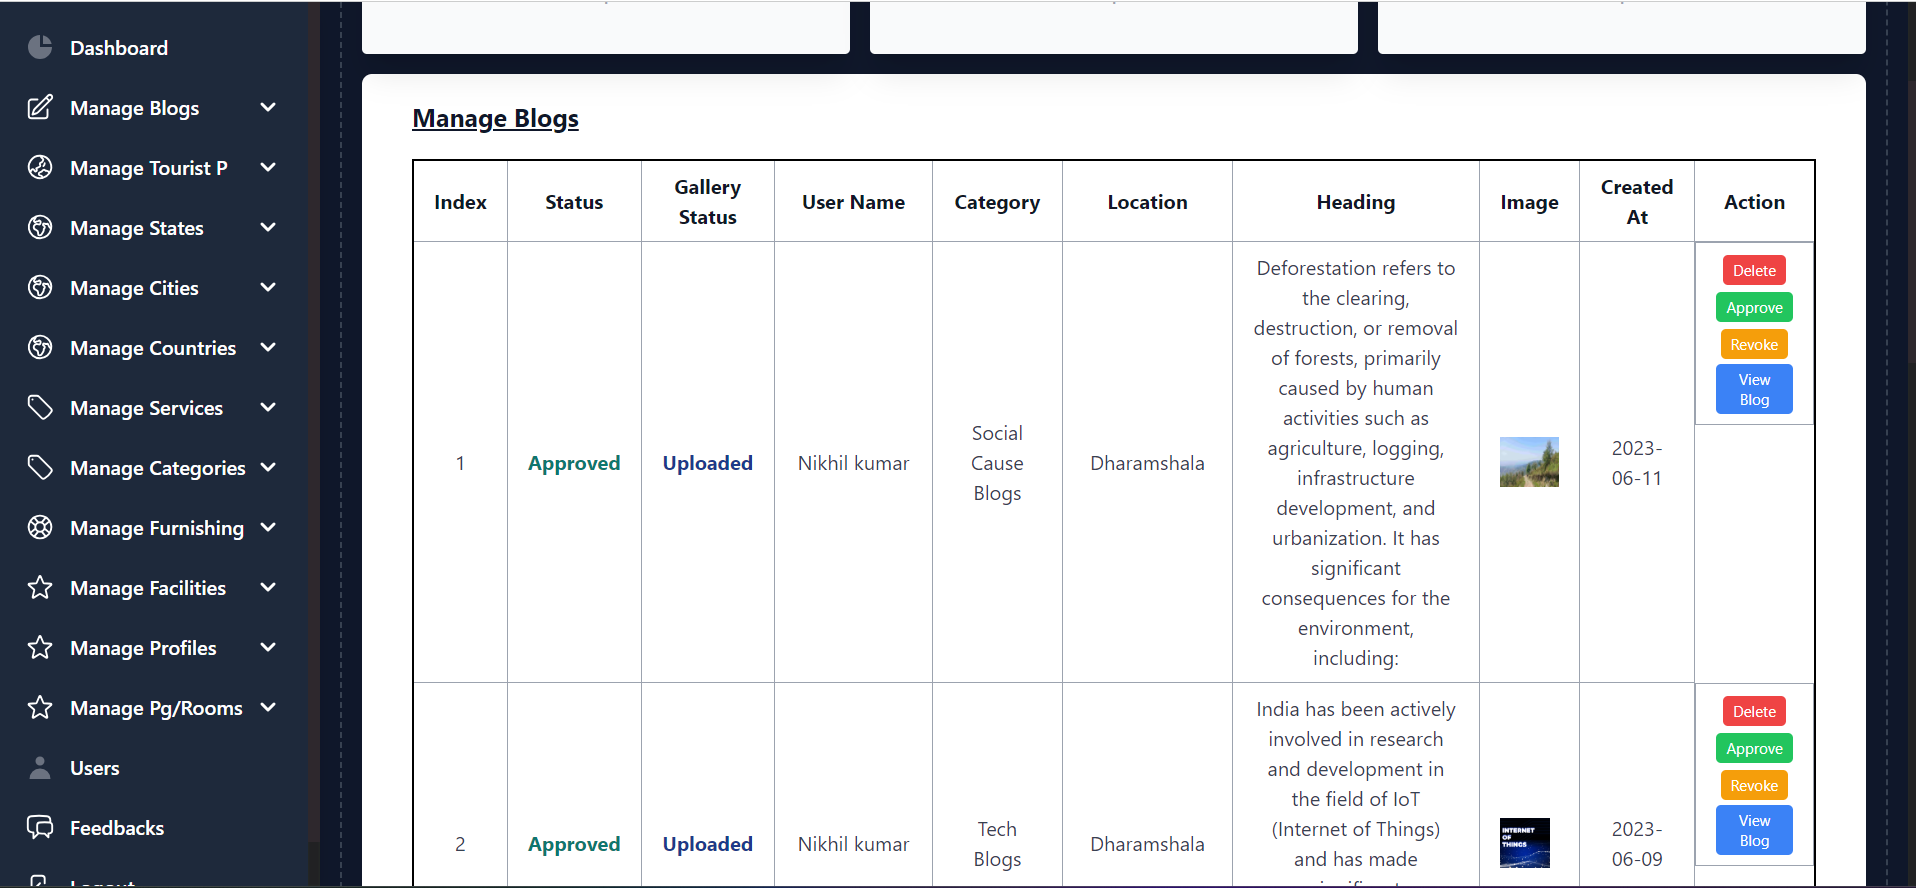 Dashboard
Manage Blogs
Manage Tourist P
Manage States
Manage Cities
Manage Countries
Manage Services
Manage Categories
Manage Furnishing
Manage Facilities
Manage Profiles
Manage Pg/Rooms
Users
Feedbacks
Logout
Manage Blogs
Index
Status
Gallery
Status
User Name
Category
Location
Heading
Image
Created
At
Action
1
Approved
Uploaded
Nikhil kumar
Social
Cause
Blogs
Dharamshala
Deforestation refers to
the clearing,
destruction, or removal
of forests, primarily
caused by human
activities such as
agriculture, logging,
infrastructure
development, and
urbanization. It has
significant
consequences for the
environment,
including:
2023-
06-11
Delete
Approve
Revoke
View
Blog
2
Approved
Uploaded
Nikhil kumar
Tech
Blogs
Dharamshala
India has been actively
involved in research
and development in
the field of IoT
(Internet of Things)
and has made
INTERNET
OF
THINGS
2023-
06-09
Delete
Approve
Revoke
View
Blog